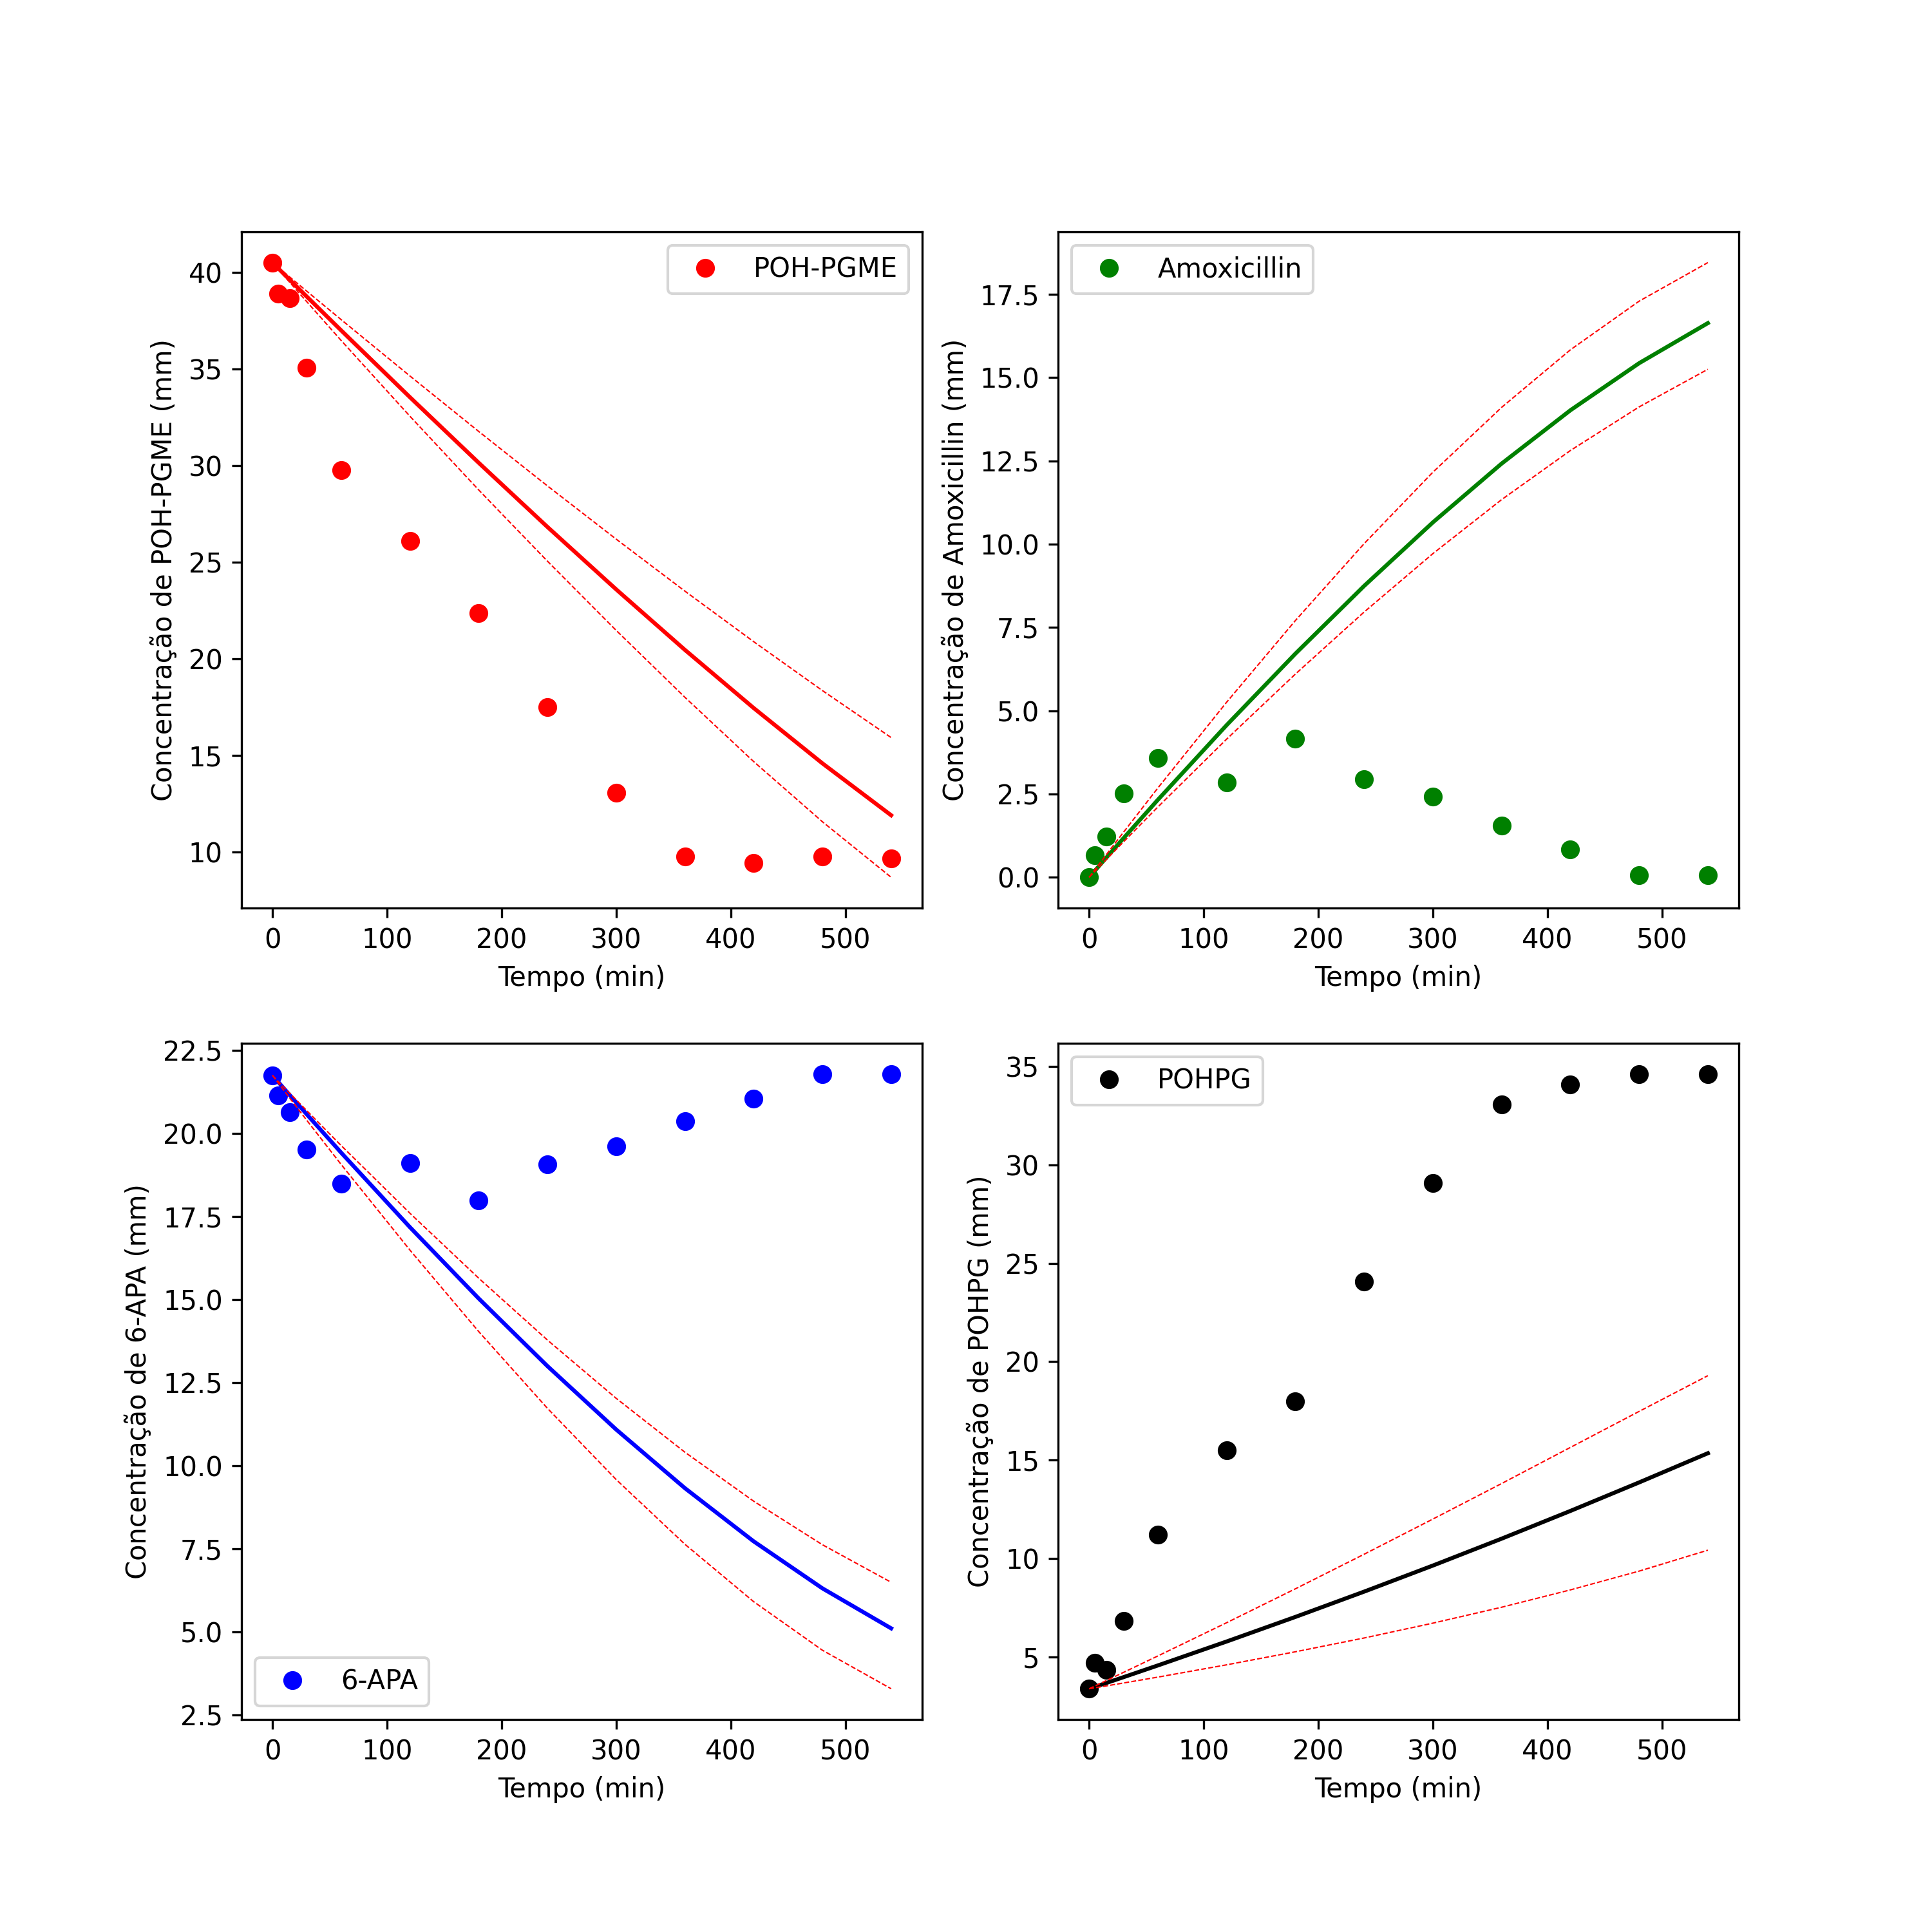 POH-PGME
Concentração de POH-PGME (mm)
40
35
30
25
20
15
10
0 100 200 300 400 500
Tempo (min)
Amoxicillin
Concentração de Amoxicillin (mm)
17.5
15.0
12.5
10.0
7.5
5.0
2.5
0.0
0 100 200 300 400 500
Tempo (min)
6-APA
Concentração de 6-APA (mm)
22.5
20.0
17.5
15.0
12.5
10.0
7.5
5.0
2.5
0 100 200 300 400 500
Tempo (min)
POHPG
Concentração de POHPG (mm)
35
30
25
20
15
10
5
0 100 200 300 400 500
Tempo (min)